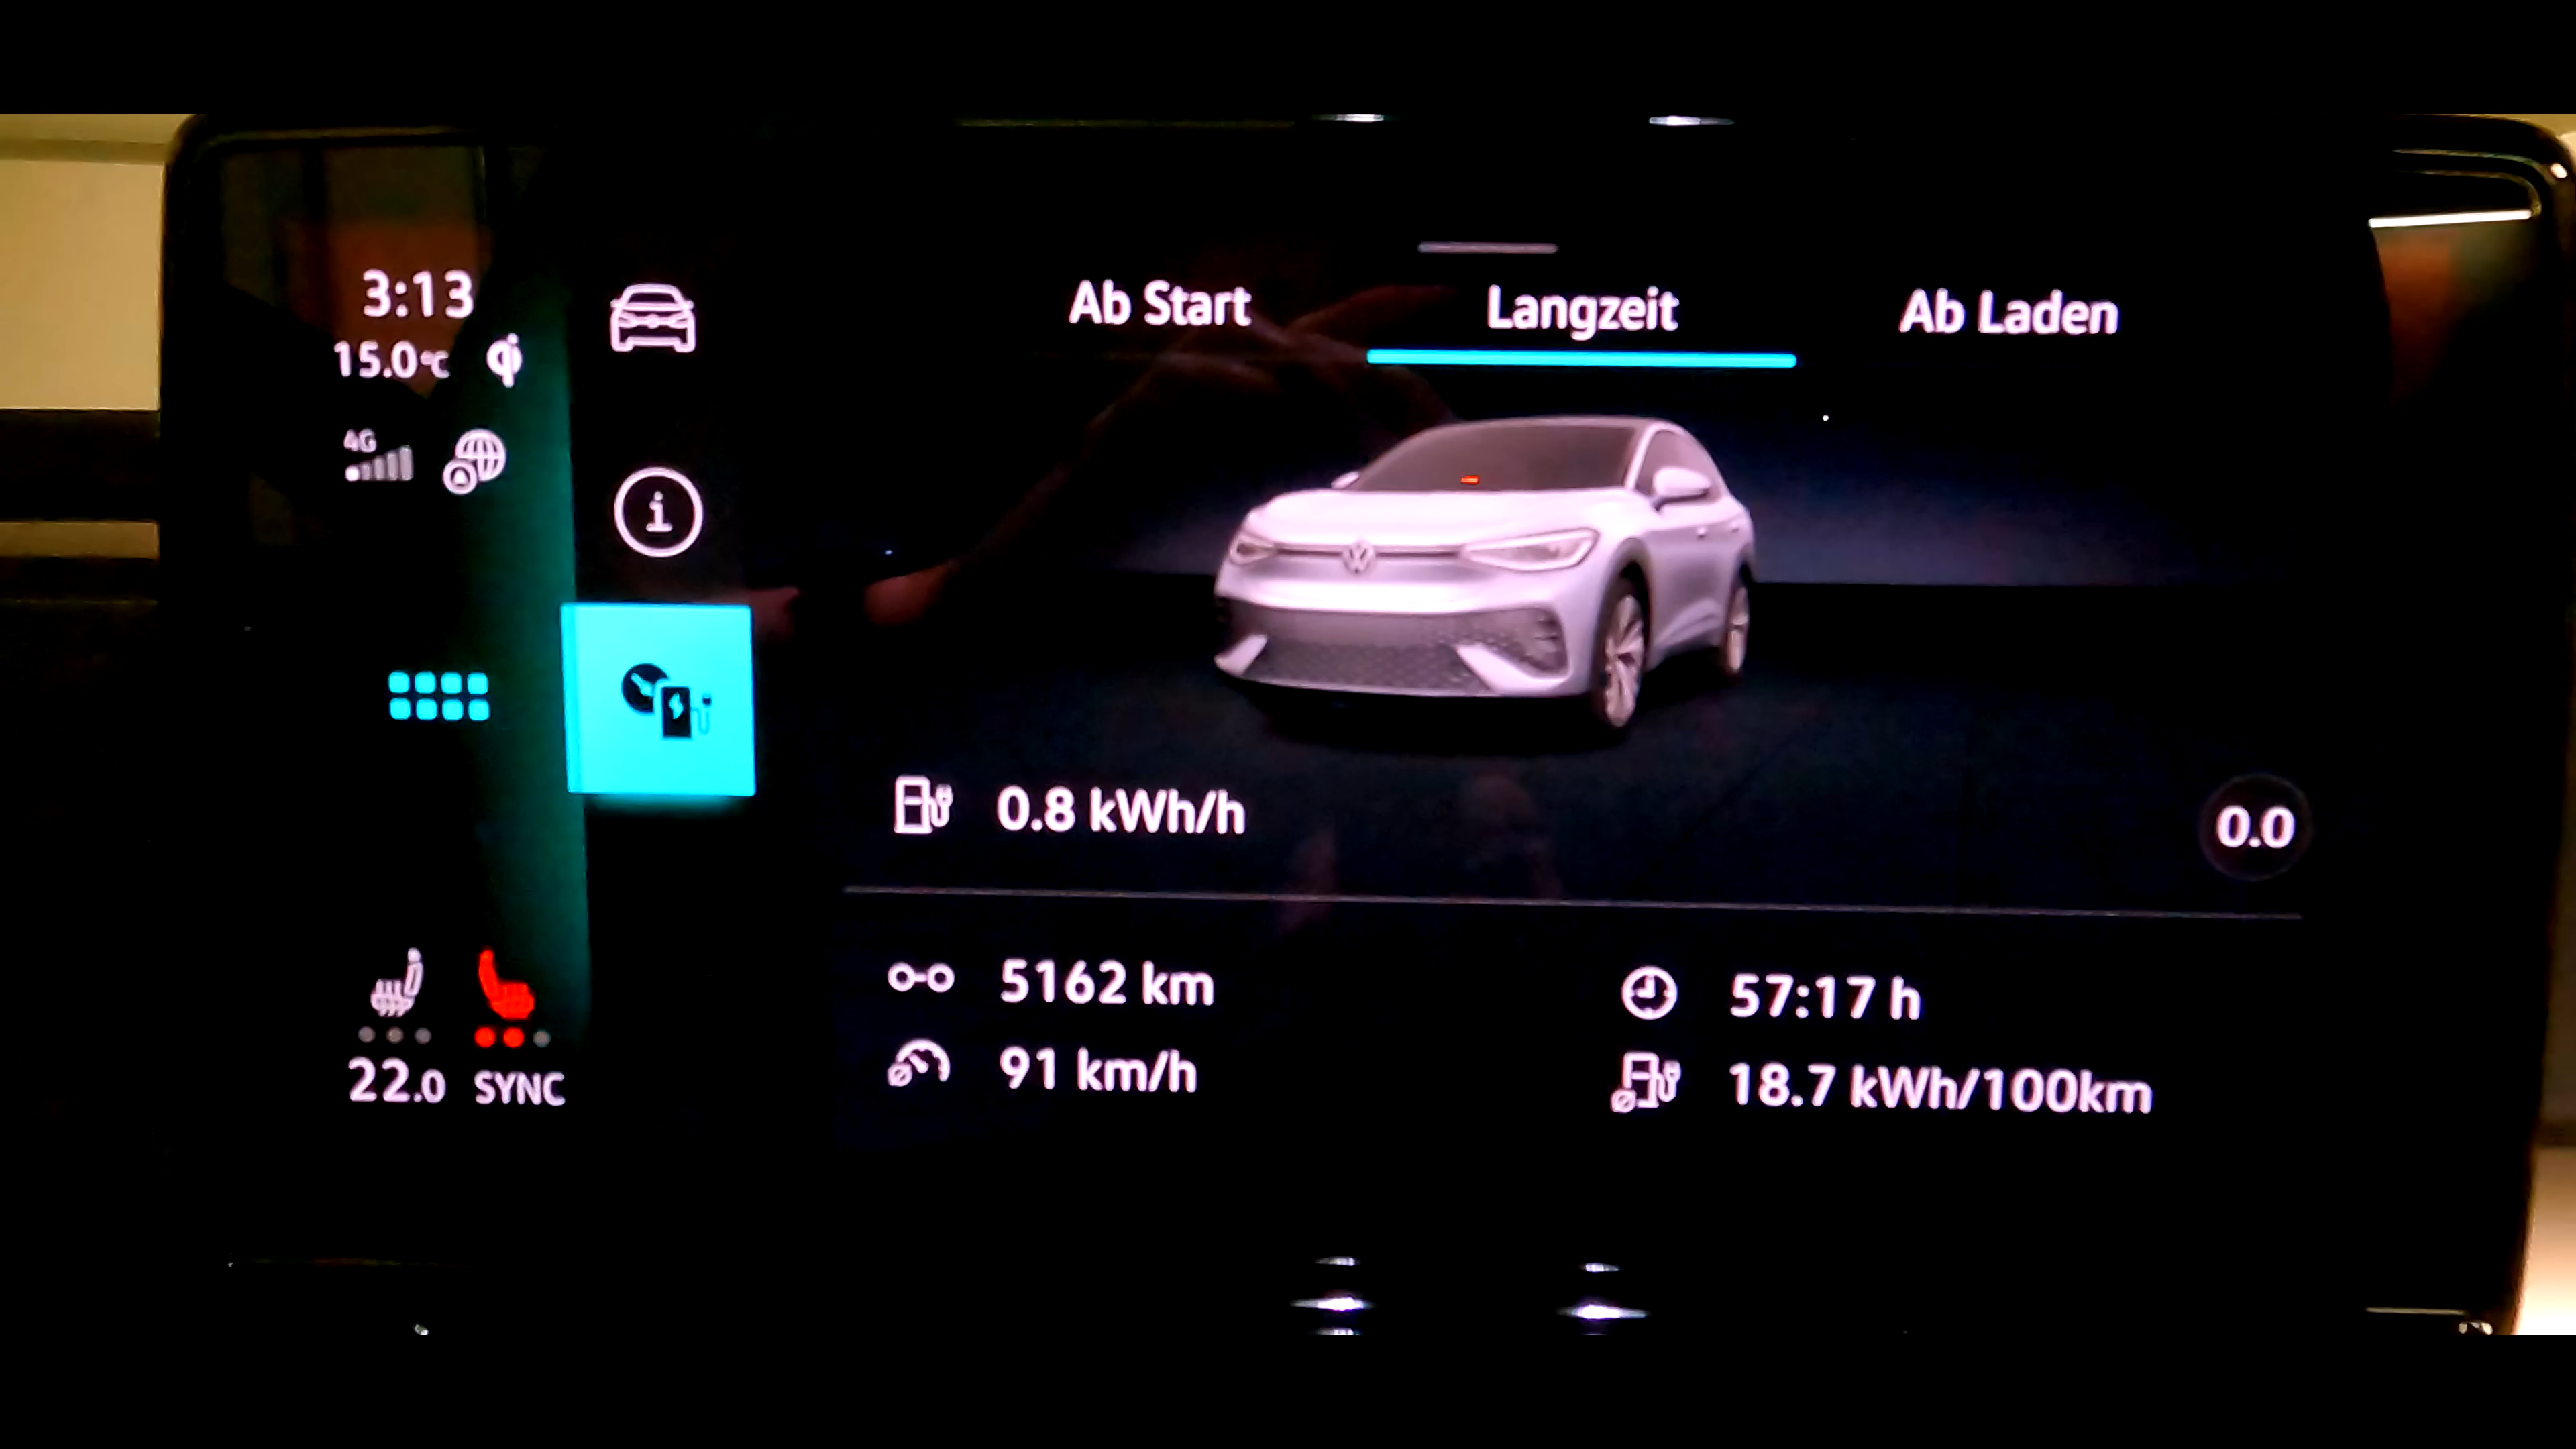 3:13
15.0°C
4G
Ab Start
Langzeit
Ab Laden
0.8 kWh/h
0.0
5162 km
57:17 h
91 km/h
18.7 kWh/100km
22.0 SYNC